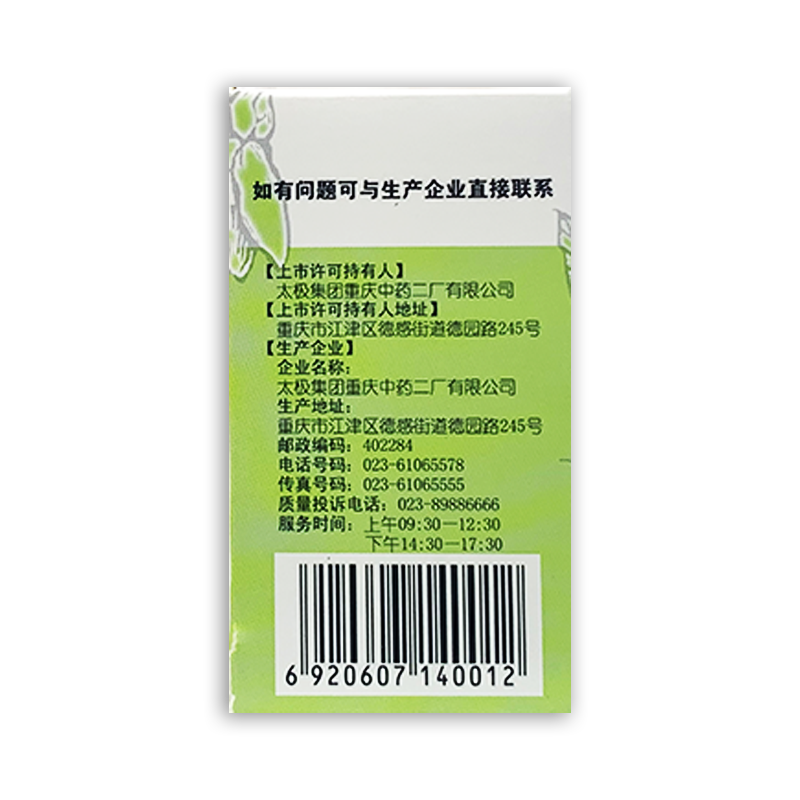 如有问题可与生产企业直接联系
【上市许可持有人】
太极集团重庆中药二厂有限公司
【上市许可持有人地址】
重庆市江津区德感街道德园路245号
【生产企业】
企业名称：
太极集团重庆中药二厂有限公司
生产地址：
重庆市江津区德感街道德园路245号
邮政编码：402284
电话号码：023-61065578
传真号码：023-61065555
质量投诉电话：023-89886666
服务时间：上午09:30—12:30
下午14:30—17:30
6 920607 140012